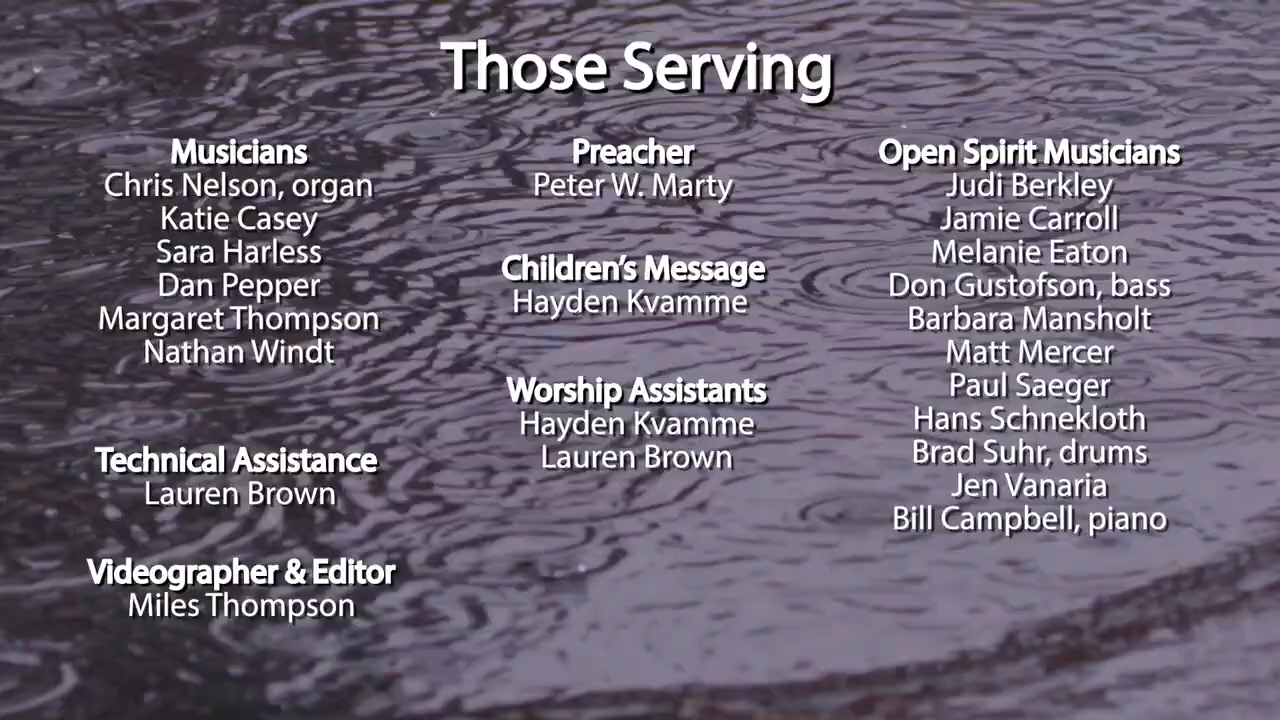 Those Serving
Musicians
Chris Nelson, organ
Katie Casey
Sara Harless
Dan Pepper
Margaret Thompson
Nathan Windt
Technical Assistance
Lauren Brown
Videographer & Editor
Miles Thompson
Preacher
Peter W. Marty
Children’s Message
Hayden Kvamme
Worship Assistants
Hayden Kvamme
Lauren Brown
Open Spirit Musicians
Judi Berkley
Jamie Carroll
Melanie Eaton
Don Gustofson, bass
Barbara Mansholt
Matt Mercer
Paul Saeger
Hans Schnekloth
Brad Suhr, drums
Jen Vanaria
Bill Campbell, piano